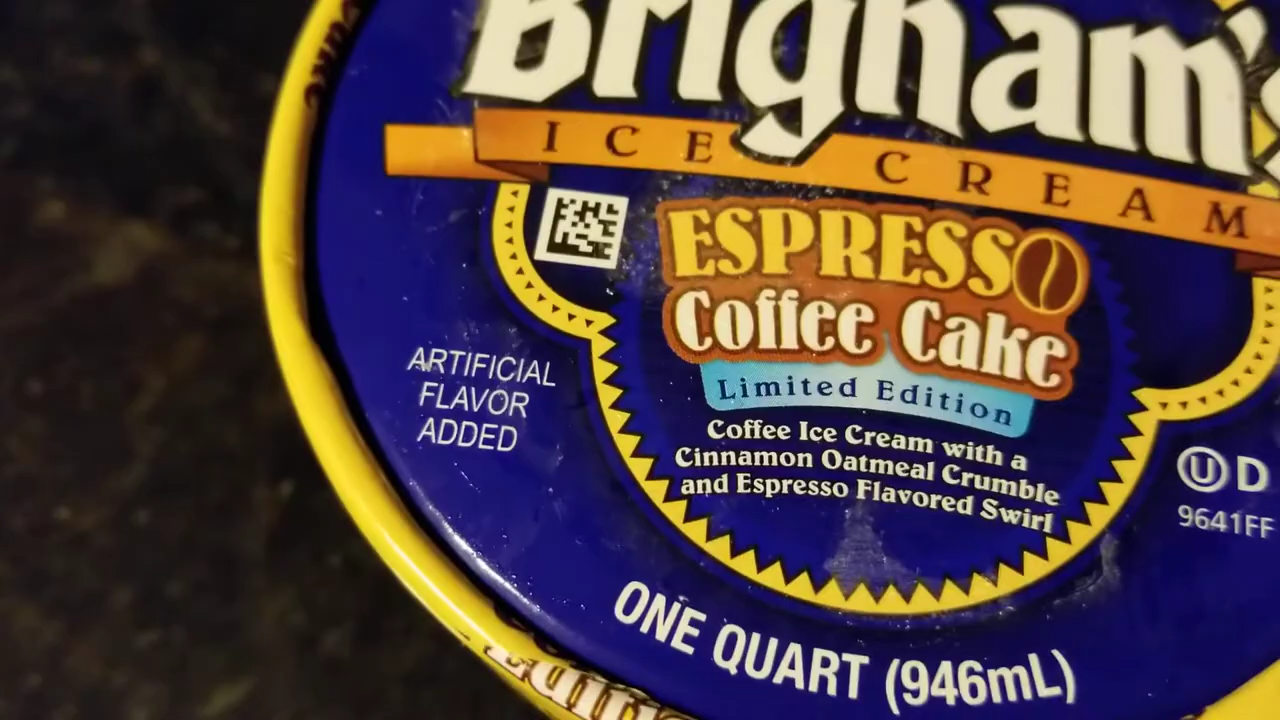 Brigham's
ICE CREAM
ESPRESSO
Coffee Cake
Limited Edition
Coffee Ice Cream with a
Cinnamon Oatmeal Crumble
and Espresso Flavored Swirl
ARTIFICIAL
FLAVOR
ADDED
U D
9641FF
ONE QUART (946mL)